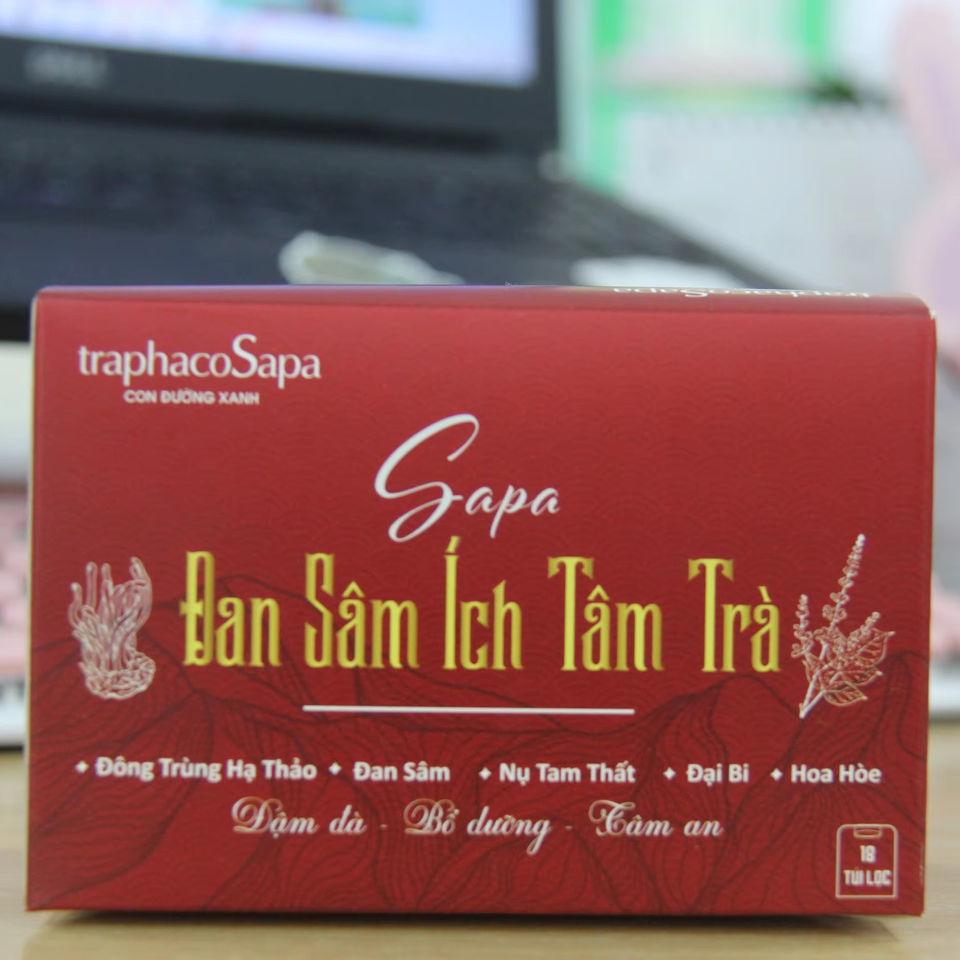 traphacoSapa
traphacoSapa
CON ĐƯỜNG XANH
Sapa
Đan Sâm Ích Tâm Trà
Đông Trùng Hạ Thảo
Đan Sâm
Nụ Tam Thất
Đại Bi
Hoa Hòe
Đậm đà - Bổ dưỡng - Tâm an
18
TÚI LỌC